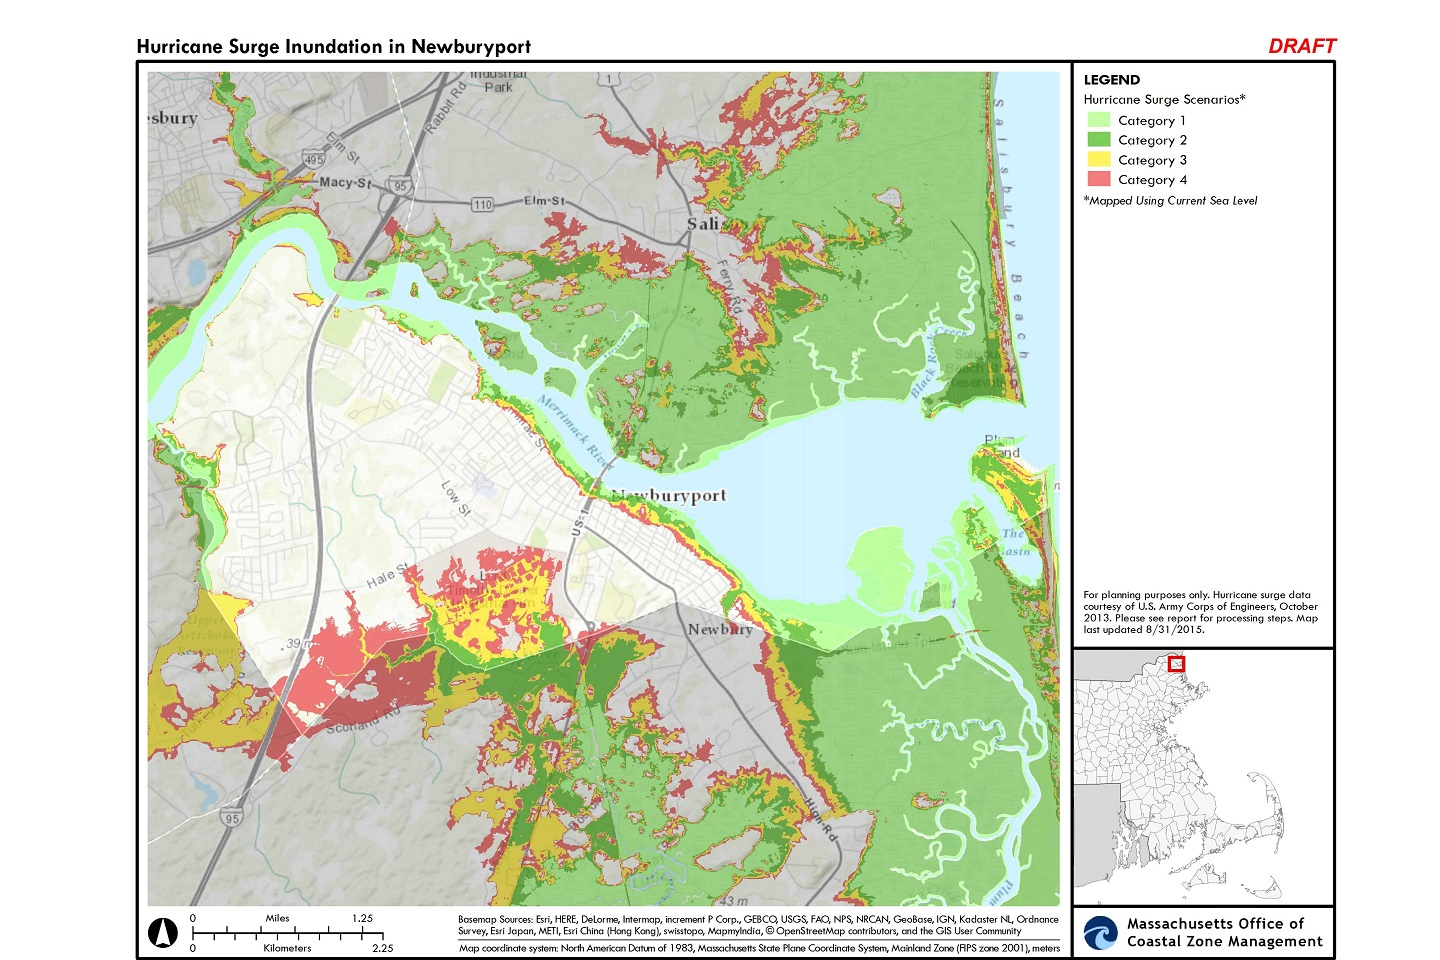 Hurricane Surge Inundation in Newburyport
DRAFT
LEGEND
Hurricane Surge Scenarios*
Category 1
Category 2
Category 3
Category 4
*Mapped Using Current Sea Level
Industrial
Park
1
esbury
Rabbit Rd
Elm St
495
Macy St
95
110
Elm St
Salisbury Beach
Sali
Ferry Rd
Black Rock Creek
Beach
Reservation
Merrimack River
Plum
Island
Newburyport
Low St
US-1
The
Basin
Hale St
39 m
Newbury
Scotland Rd
95
High Rd
43 m
Plum
For planning purposes only. Hurricane surge data
courtesy of U.S. Army Corps of Engineers, October
2013. Please see report for processing steps. Map
last updated 8/31/2015.
0 Miles 1.25
0 Kilometers 2.25
Basemap Sources: Esri, HERE, DeLorme, Intermap, increment P Corp., GEBCO, USGS, FAO, NPS, NRCAN, GeoBase, IGN, Kadaster NL, Ordnance
Survey, Esri Japan, METI, Esri China (Hong Kong), swisstopo, MapmyIndia, © OpenStreetMap contributors, and the GIS User Community
Map coordinate system: North American Datum of 1983, Massachusetts State Plane Coordinate System, Mainland Zone (FIPS zone 2001), meters
Massachusetts Office of
Coastal Zone Management